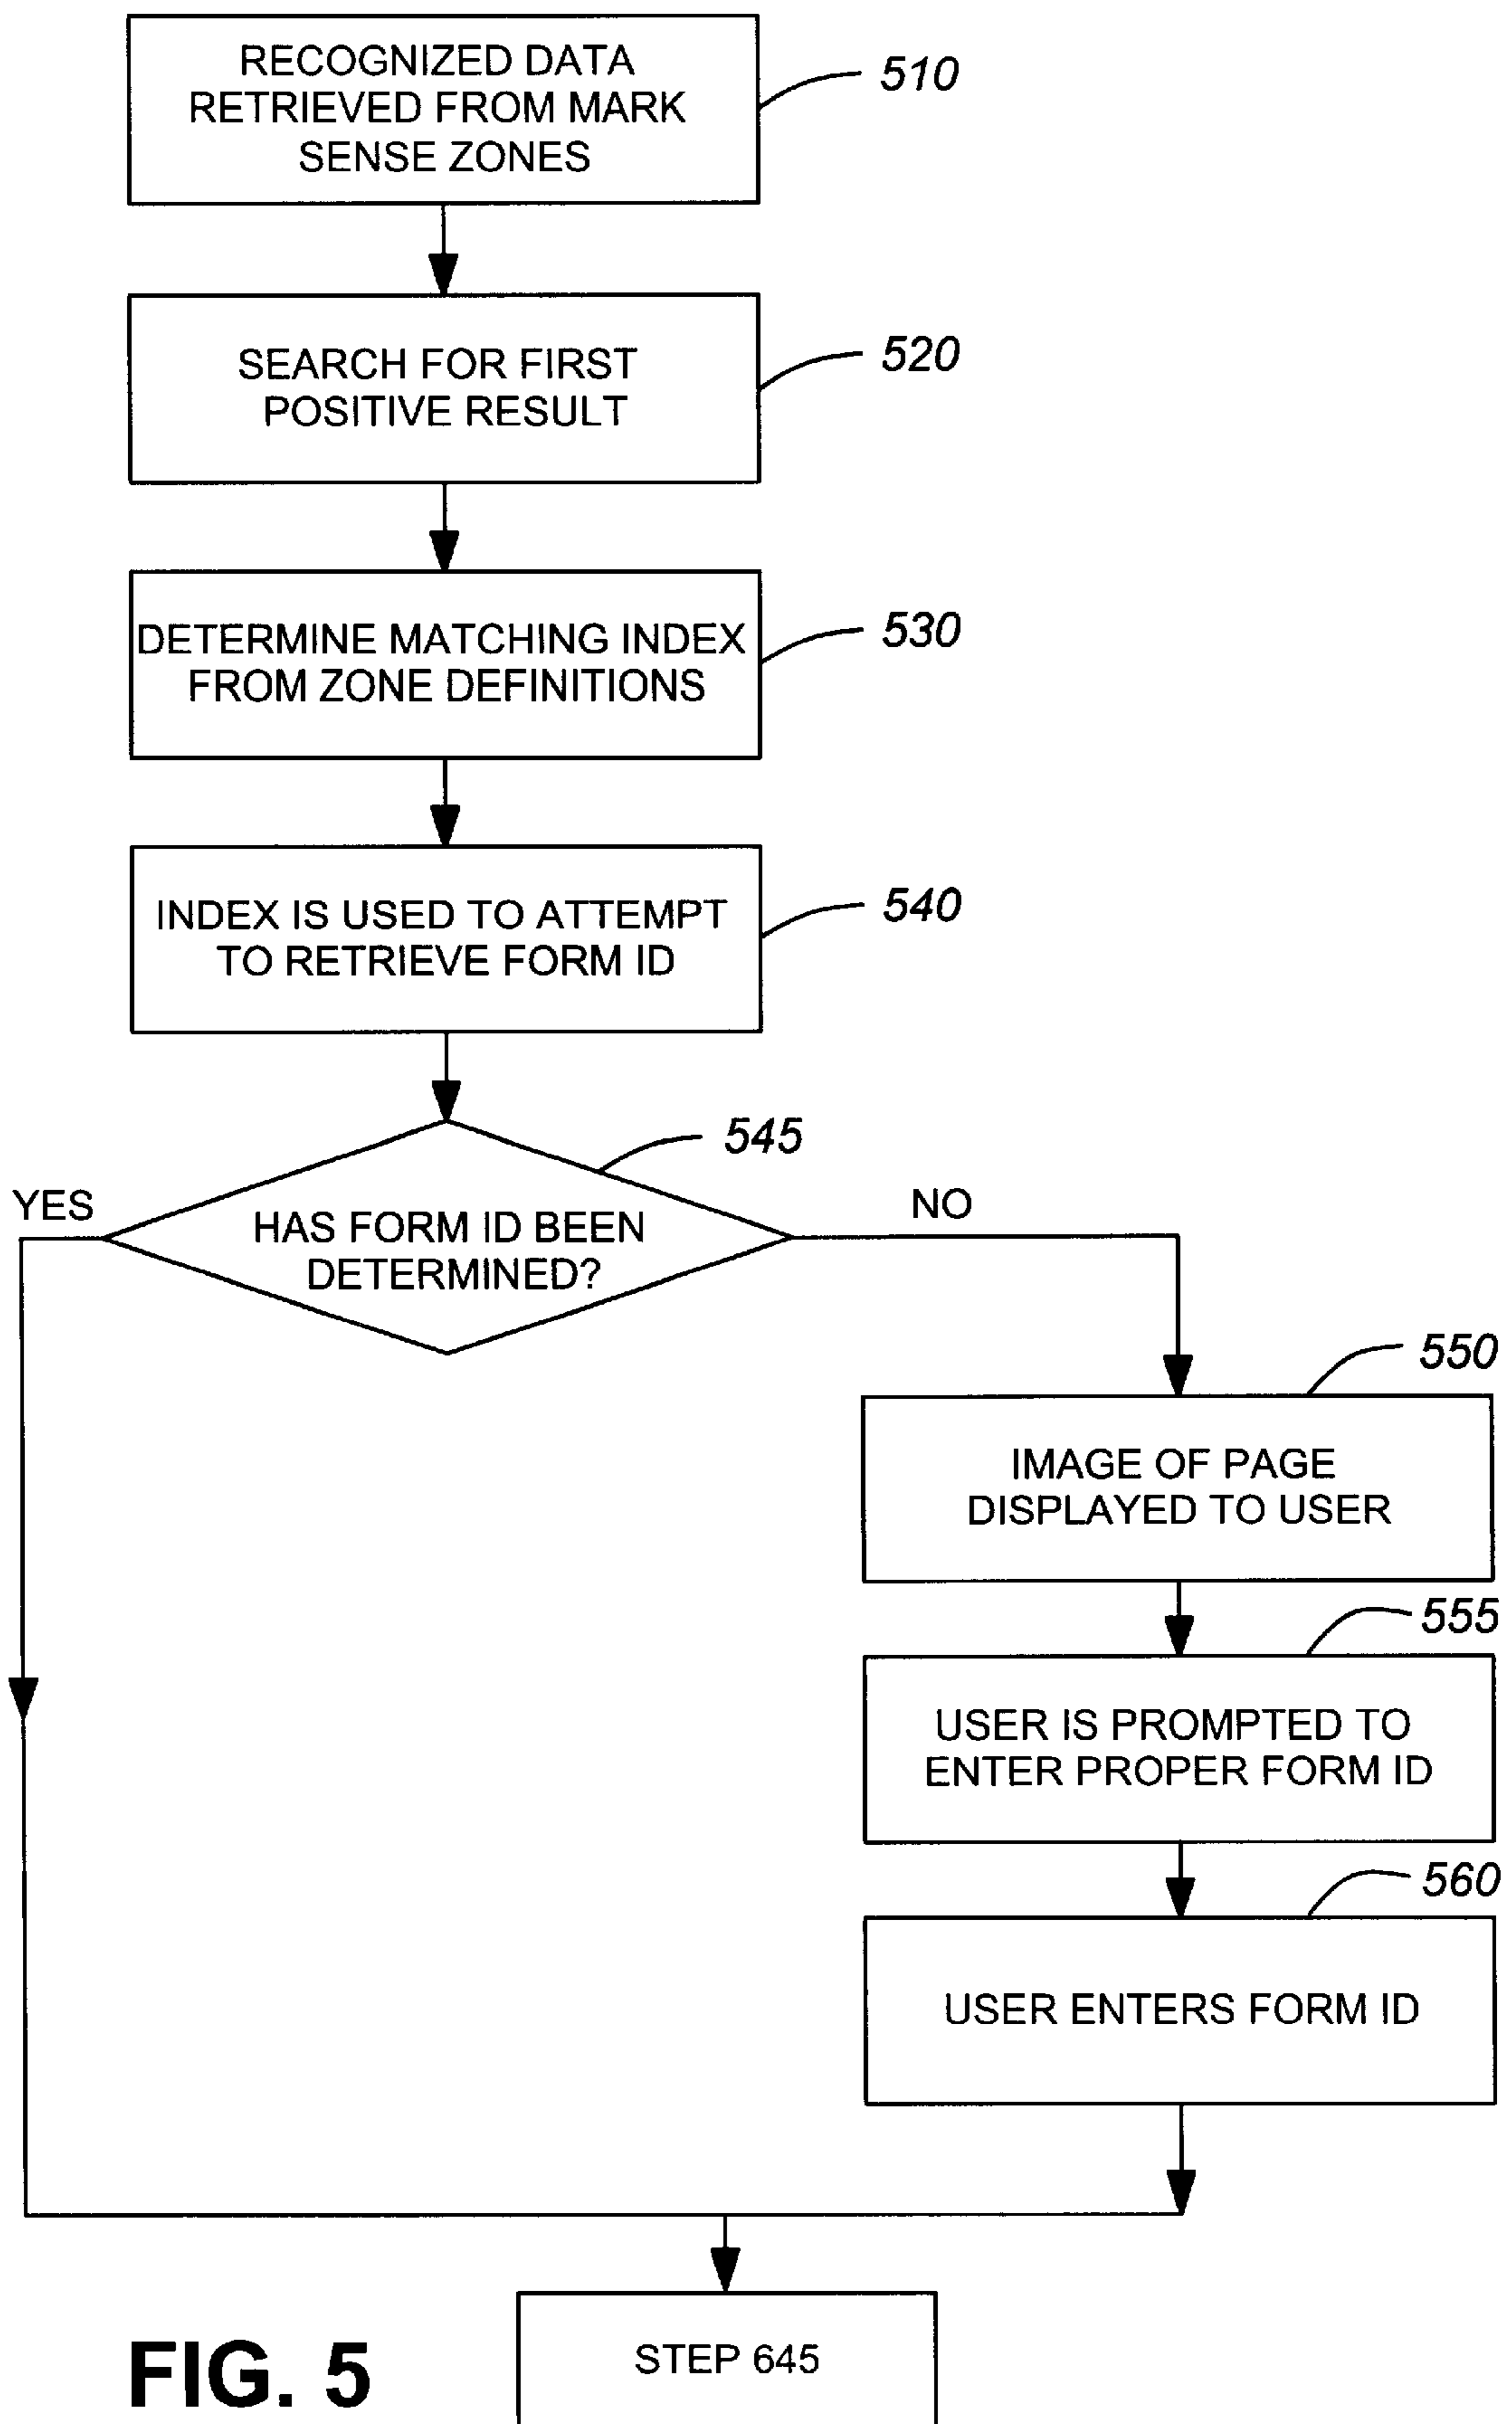 RECOGNIZED DATA
RETRIEVED FROM MARK
SENSE ZONES
510
SEARCH FOR FIRST
POSITIVE RESULT
520
DETERMINE MATCHING INDEX
FROM ZONE DEFINITIONS
530
INDEX IS USED TO ATTEMPT
TO RETRIEVE FORM ID
540
545
YES
HAS FORM ID BEEN
DETERMINED?
NO
550
IMAGE OF PAGE
DISPLAYED TO USER
555
USER IS PROMPTED TO
ENTER PROPER FORM ID
560
USER ENTERS FORM ID
STEP 645
FIG. 5